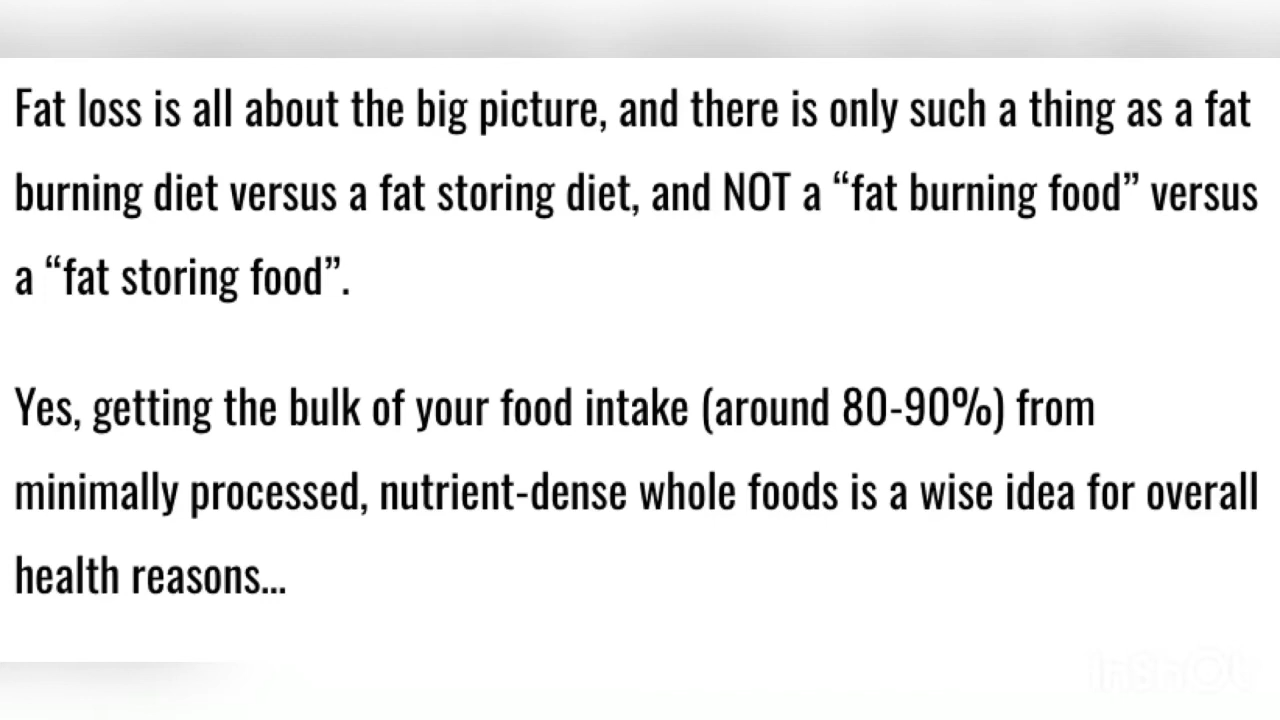 Fat loss is all about the big picture, and there is only such a thing as a fat
burning diet versus a fat storing diet, and NOT a “fat burning food” versus
a “fat storing food”.
Yes, getting the bulk of your food intake (around 80-90%) from
minimally processed, nutrient-dense whole foods is a wise idea for overall
health reasons...